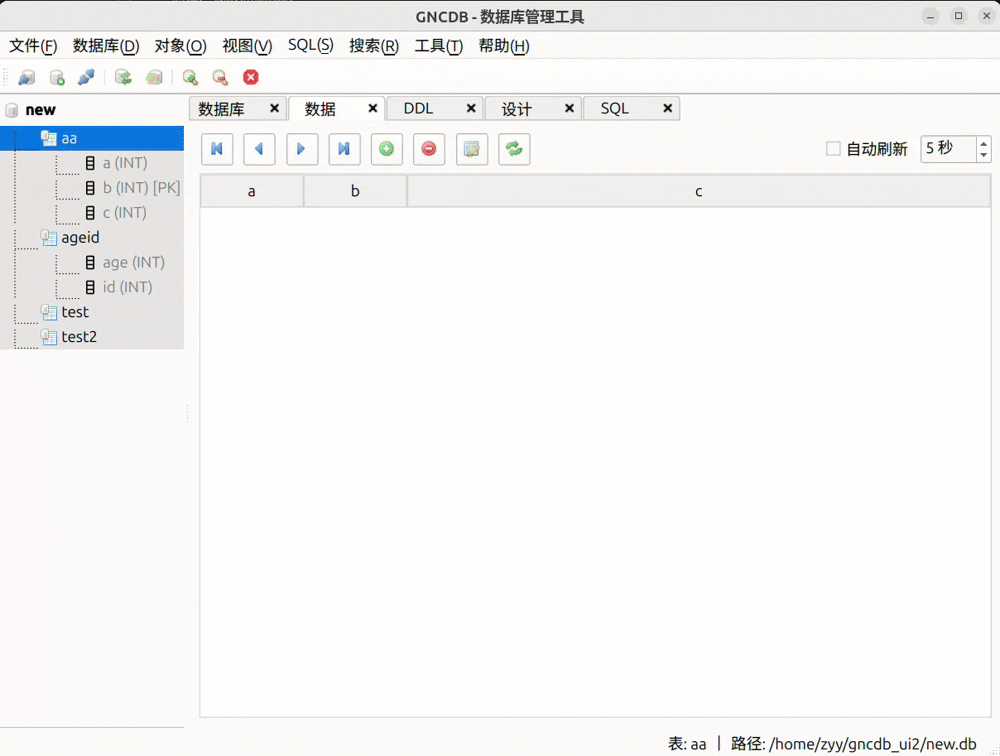 GNCDB - 数据库管理工具
文件(F) 数据库(D) 对象(O) 视图(V) SQL(S) 搜索(R) 工具(T) 帮助(H)
new
aa
a (INT)
b (INT) [PK]
c (INT)
ageid
age (INT)
id (INT)
test
test2
数据库 数据 DDL 设计 SQL
自动刷新 5 秒
a b c
表: aa | 路径: /home/zyy/gncdb_ui2/new.db